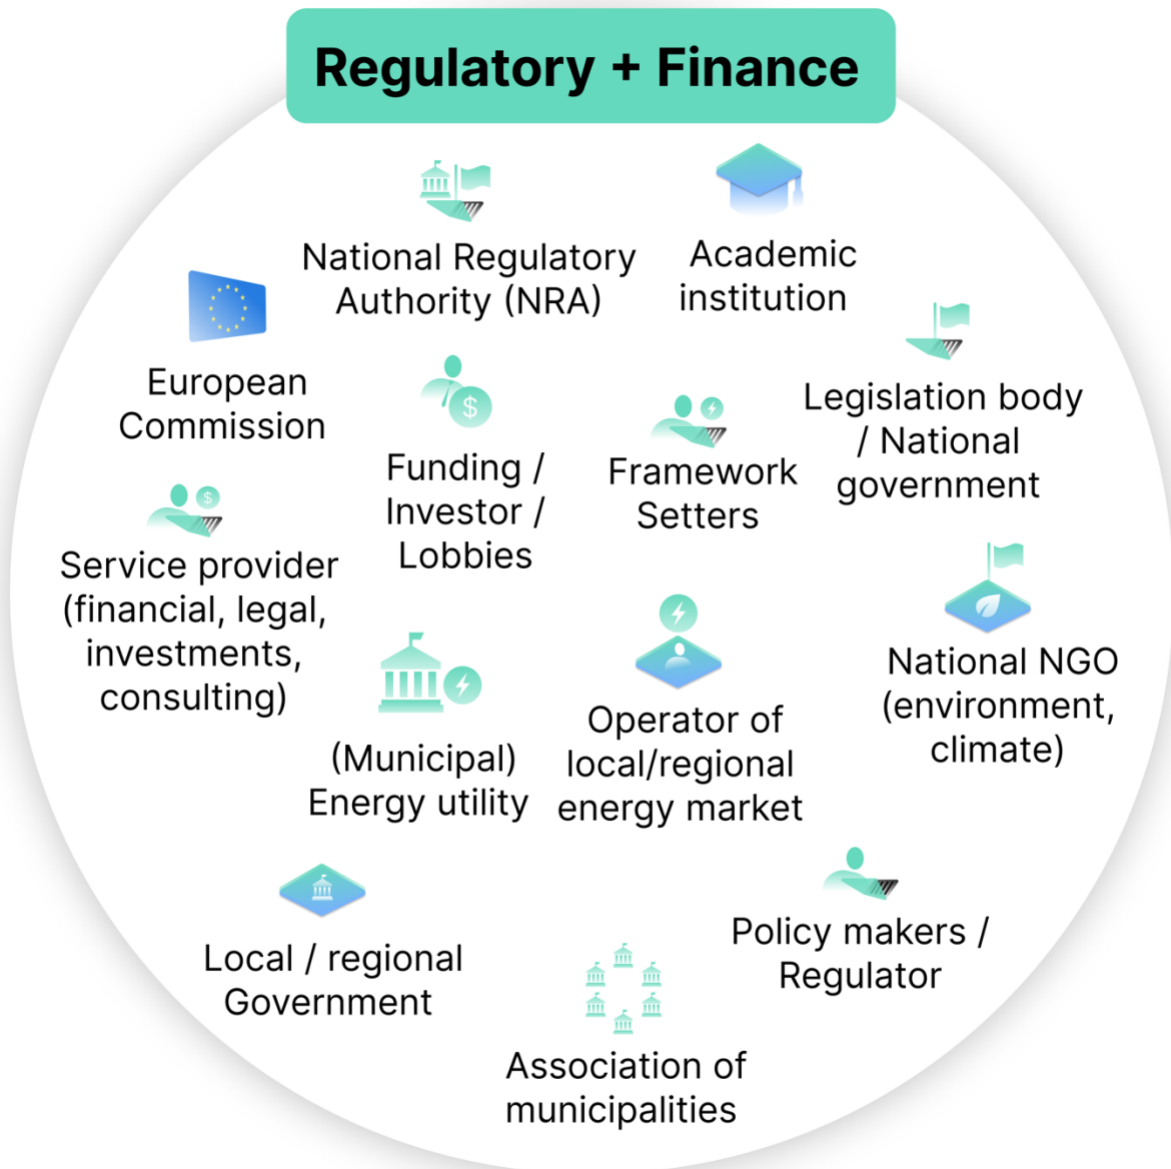 Regulatory + Finance
National Regulatory
Authority (NRA)
Academic
institution
European
Commission
Legislation body
/ National
government
Funding /
Investor /
Lobbies
Framework
Setters
Service provider
(financial, legal,
investments,
consulting)
National NGO
(environment,
climate)
(Municipal)
Energy utility
Operator of
local/regional
energy market
Local / regional
Government
Policy makers /
Regulator
Association of
municipalities